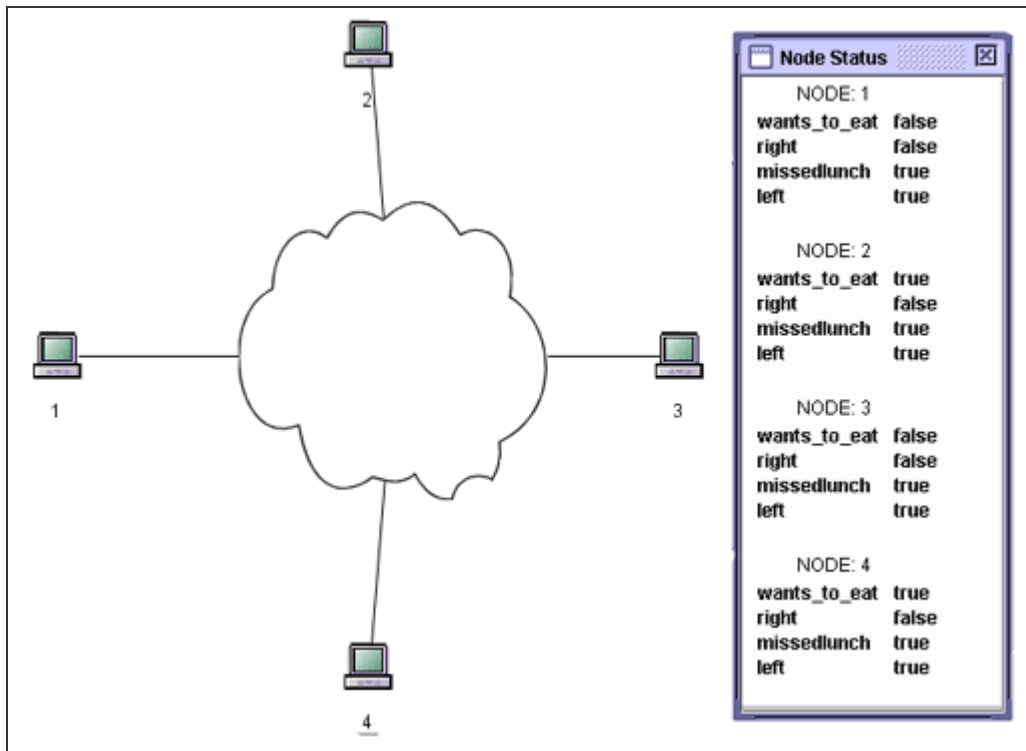 2
1
3
4
Node Status
NODE: 1
wants_to_eat false
right false
missedlunch true
left true
NODE: 2
wants_to_eat true
right false
missedlunch true
left true
NODE: 3
wants_to_eat false
right false
missedlunch true
left true
NODE: 4
wants_to_eat true
right false
missedlunch true
left true